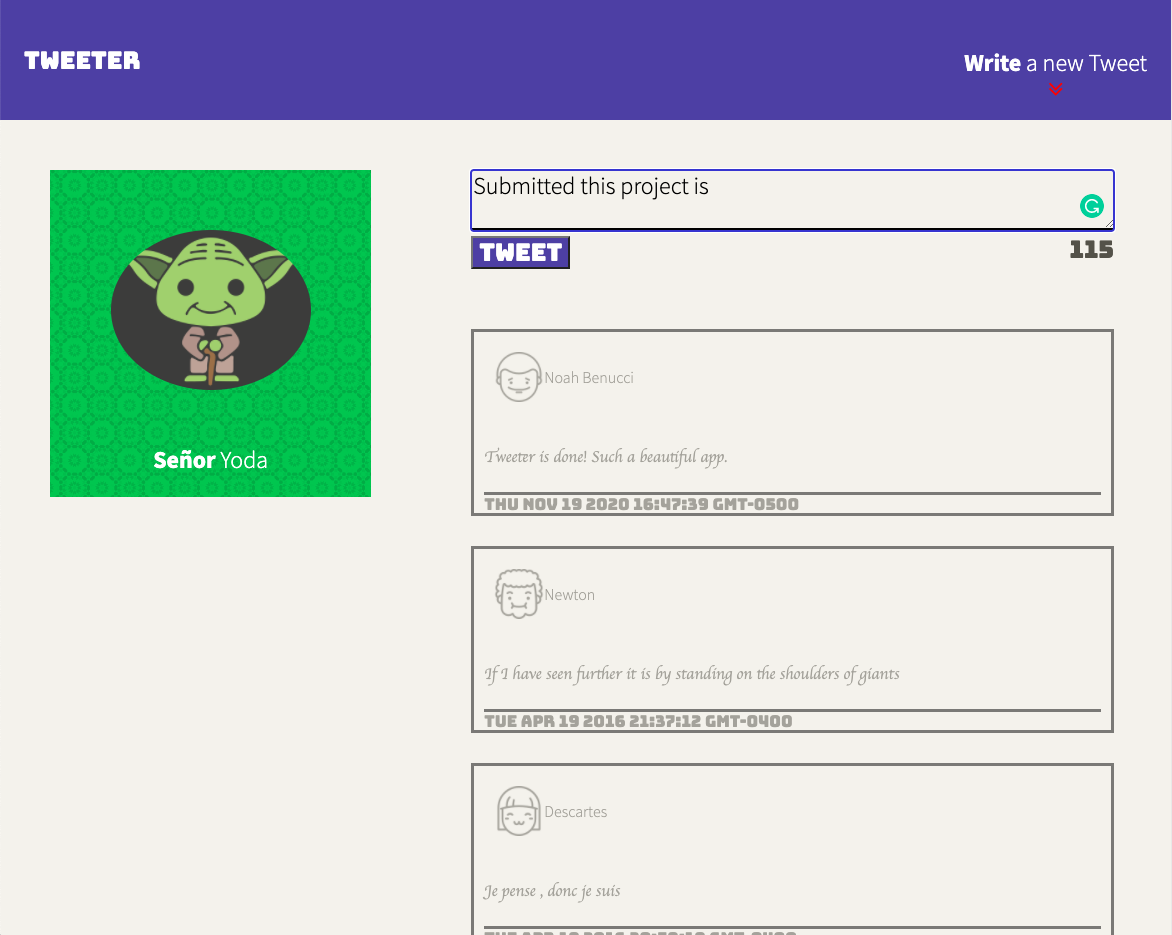 TWEETER
Write a new Tweet
Submitted this project is
TWEET
115
Señor Yoda
Noah Benucci
Tweeter is done! Such a beautiful app.
THU NOV 19 2020 16:47:39 GMT-0500
Newton
If I have seen further it is by standing on the shoulders of giants
TUE APR 19 2016 21:37:12 GMT-0400
Descartes
Je pense , donc je suis